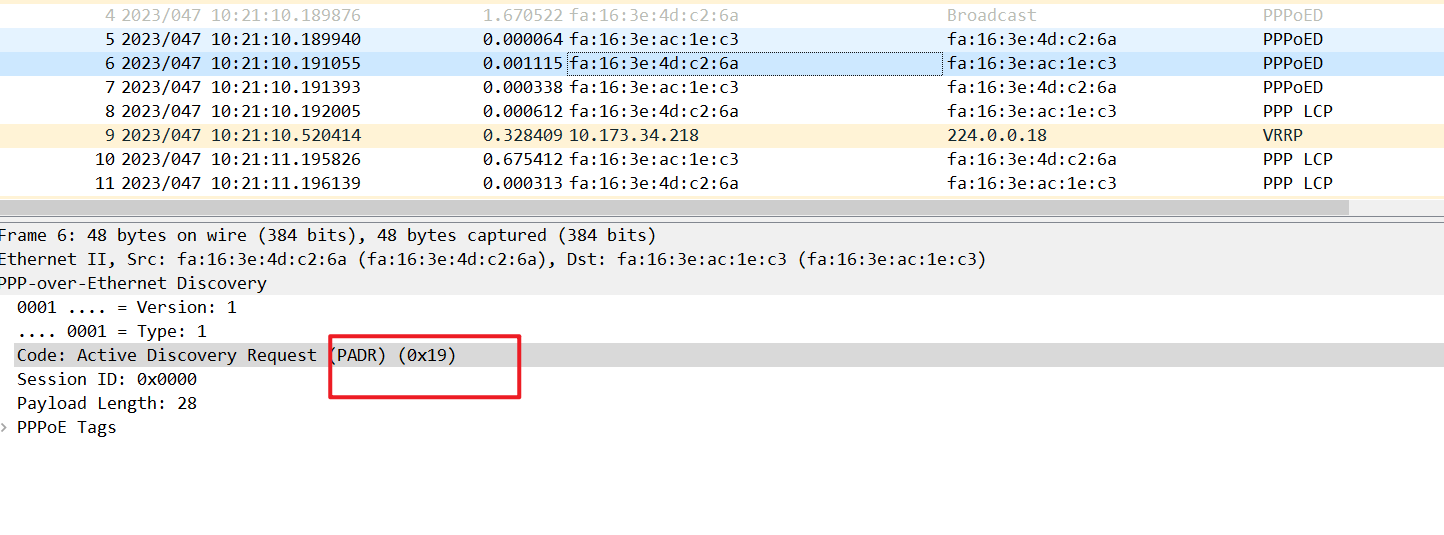 4 2023/047 10:21:10.189876 1.670522 fa:16:3e:4d:c2:6a Broadcast PPPoED
5 2023/047 10:21:10.189940 0.000064 fa:16:3e:ac:1e:c3 fa:16:3e:4d:c2:6a PPPoED
6 2023/047 10:21:10.191055 0.001115 fa:16:3e:4d:c2:6a fa:16:3e:ac:1e:c3 PPPoED
7 2023/047 10:21:10.191393 0.000338 fa:16:3e:ac:1e:c3 fa:16:3e:4d:c2:6a PPPoED
8 2023/047 10:21:10.192005 0.000612 fa:16:3e:4d:c2:6a fa:16:3e:ac:1e:c3 PPP LCP
9 2023/047 10:21:10.520414 0.328409 10.173.34.218 224.0.0.18 VRRP
10 2023/047 10:21:11.195826 0.675412 fa:16:3e:ac:1e:c3 fa:16:3e:4d:c2:6a PPP LCP
11 2023/047 10:21:11.196139 0.000313 fa:16:3e:4d:c2:6a fa:16:3e:ac:1e:c3 PPP LCP
Frame 6: 48 bytes on wire (384 bits), 48 bytes captured (384 bits)
Ethernet II, Src: fa:16:3e:4d:c2:6a (fa:16:3e:4d:c2:6a), Dst: fa:16:3e:ac:1e:c3 (fa:16:3e:ac:1e:c3)
PPP-over-Ethernet Discovery
0001 .... = Version: 1
.... 0001 = Type: 1
Code: Active Discovery Request (PADR) (0x19)
Session ID: 0x0000
Payload Length: 28
PPPoE Tags